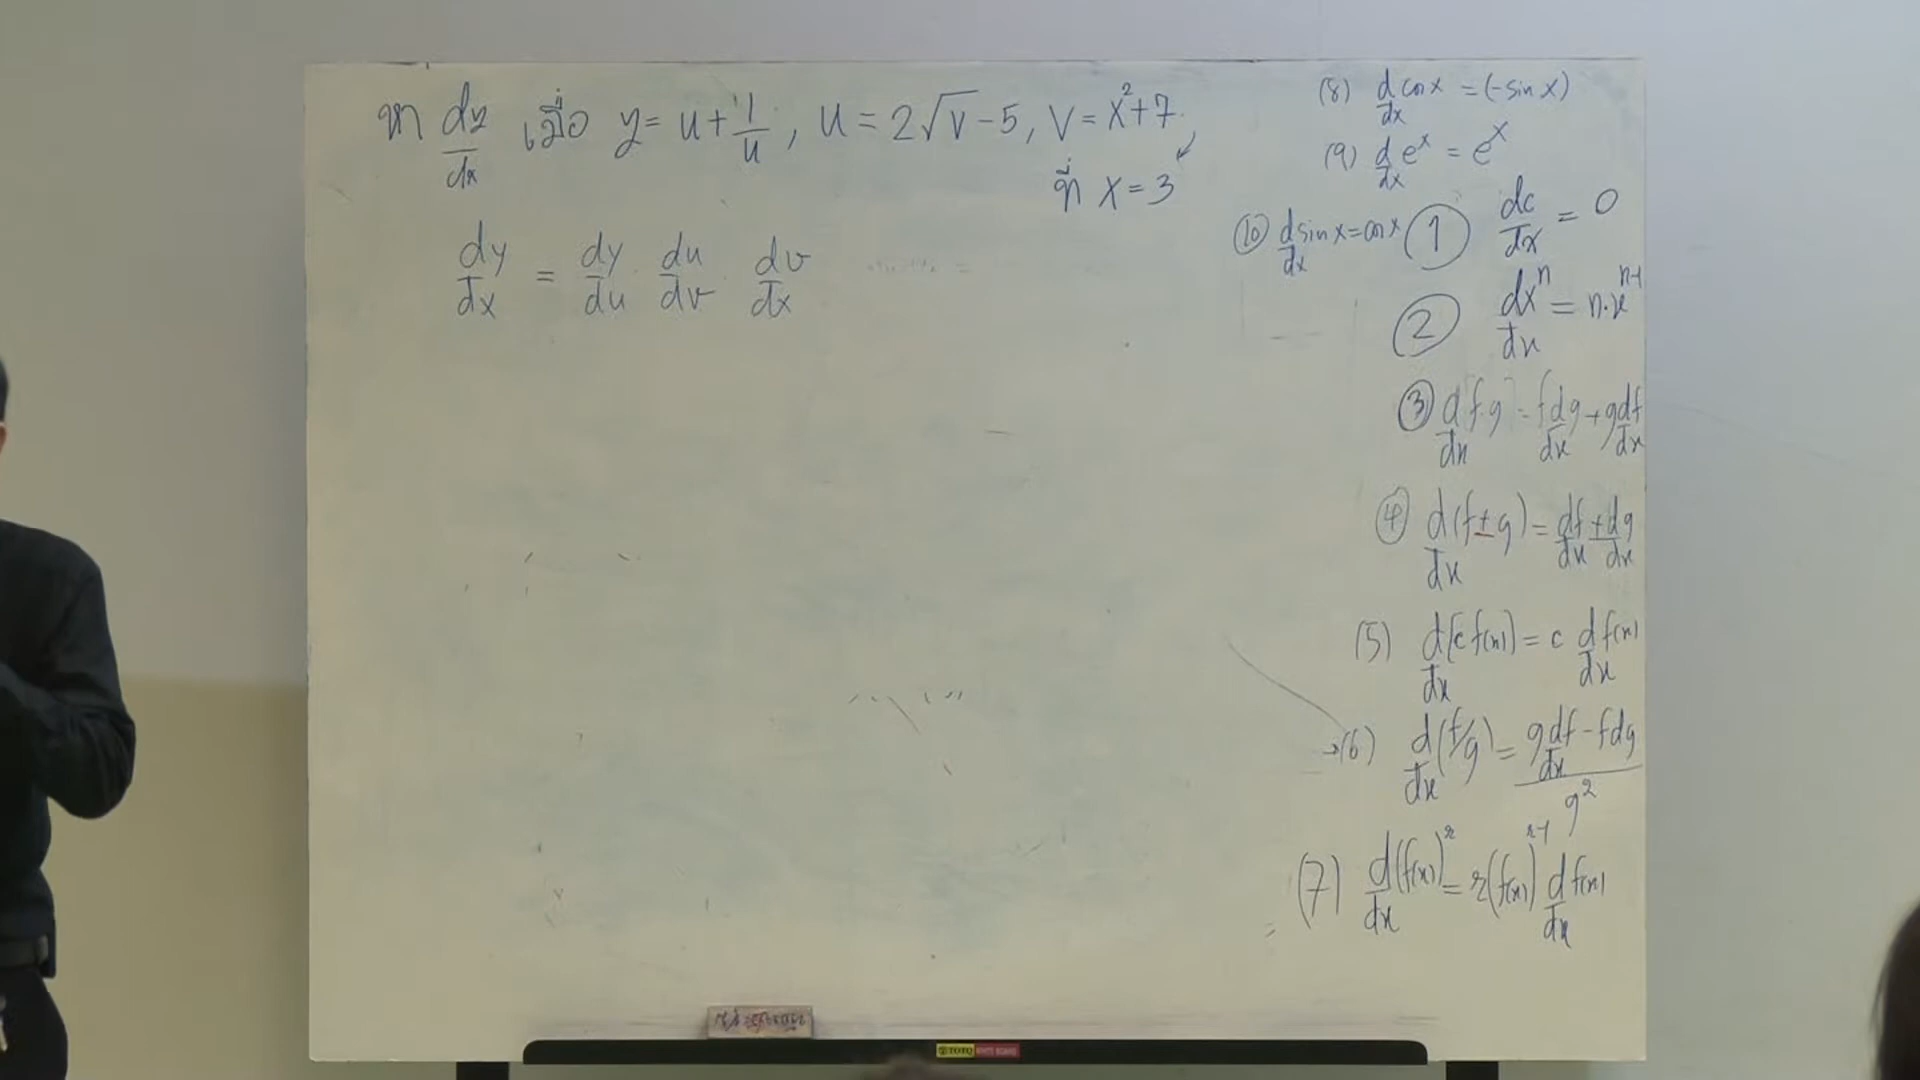 หา dy/dx เมื่อ y = u + 1/u , u = 2√v - 5, v = x² + 7
ที่ x = 3
dy/dx = dy/du · du/dv · dv/dx
(8) d/dx cos x = (-sin x)
(9) d/dx eˣ = eˣ
(10) d/dx sin x = cos x
(1) dc/dx = 0
(2) dxⁿ/dx = n·xⁿ⁻¹
(3) d/dx f·g = f dg/dx + g df/dx
(4) d/dx (f ± g) = df/dx ± dg/dx
(5) d/dx [c f(x)] = c d/dx f(x)
→(6) d/dx (f/g) = (g df/dx - f dg)/g²
(7) d/dx (f(x))ʳ = r(f(x))ʳ⁻¹ d/dx f(x)
TOTO WHITE BOARD